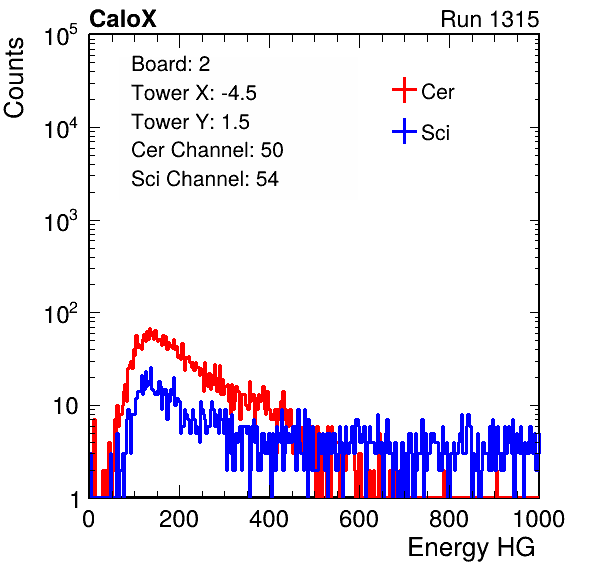 CaloX Run 1315
Counts
Board: 2
Tower X: -4.5
Tower Y: 1.5
Cer Channel: 50
Sci Channel: 54
Cer
Sci
10^5
10^4
10^3
10^2
10
1
0 200 400 600 800 1000
Energy HG